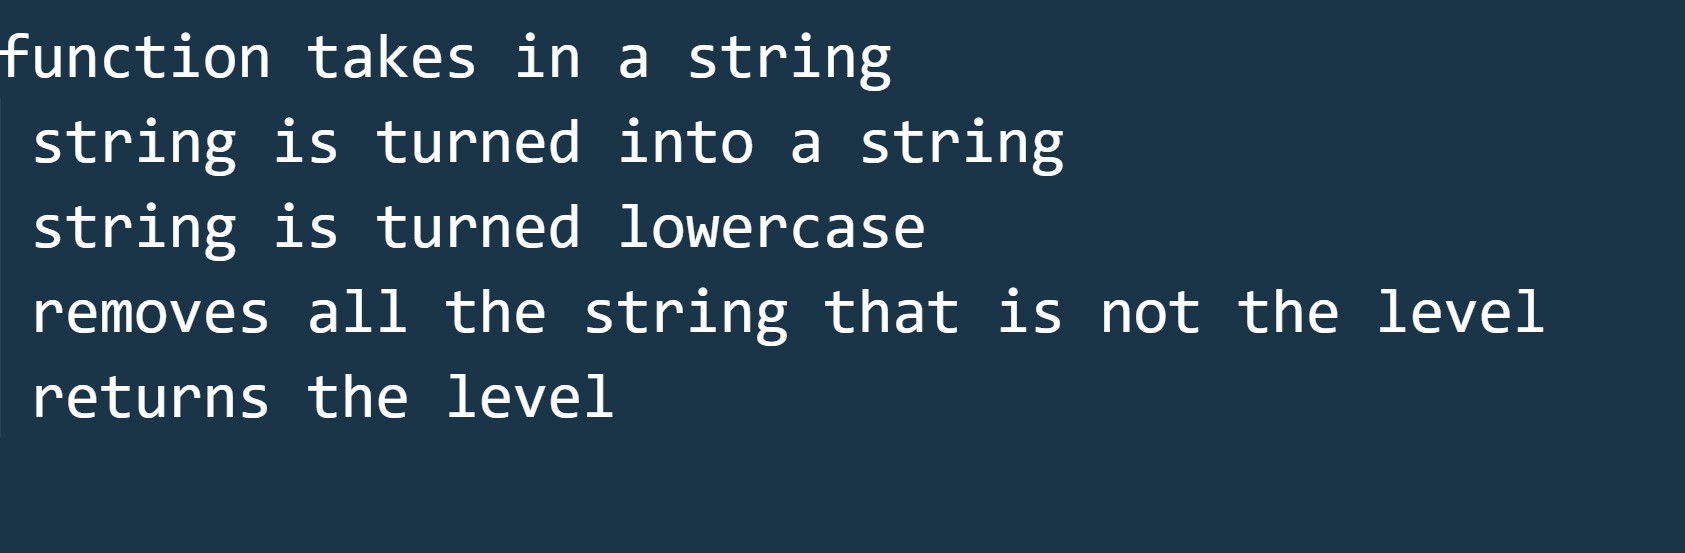 function takes in a string
string is turned into a string
string is turned lowercase
removes all the string that is not the level
returns the level